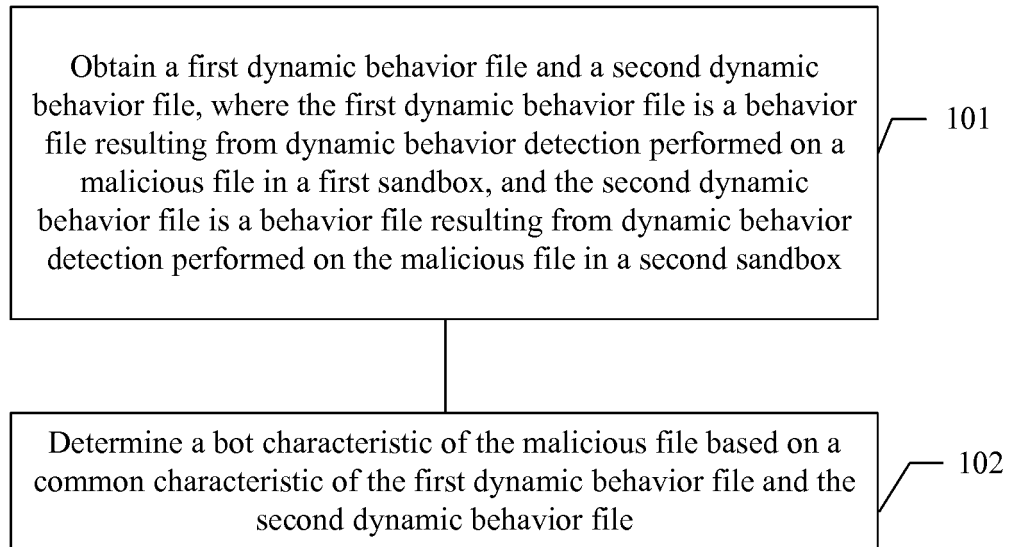 Obtain a first dynamic behavior file and a second dynamic
behavior file, where the first dynamic behavior file is a behavior
file resulting from dynamic behavior detection performed on a
malicious file in a first sandbox, and the second dynamic
behavior file is a behavior file resulting from dynamic behavior
detection performed on the malicious file in a second sandbox
101
Determine a bot characteristic of the malicious file based on a
common characteristic of the first dynamic behavior file and the
second dynamic behavior file
102